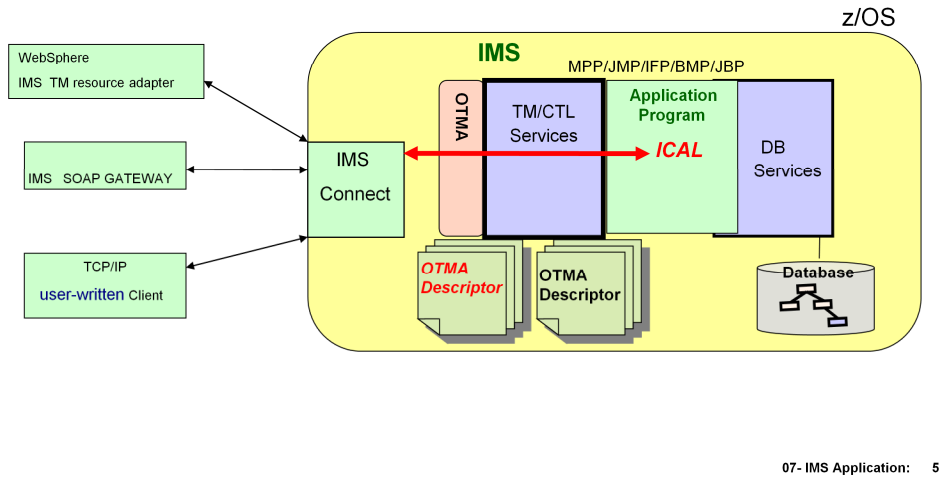 z/OS
WebSphere
IMS TM resource adapter
IMS
MPP/JMP/IFP/BMP/JBP
OTMA
TM/CTL
Services
Application
Program
ICAL
DB
Services
IMS
Connect
IMS SOAP GATEWAY
TCP/IP
user-written Client
OTMA
Descriptor
OTMA
Descriptor
Database
07- IMS Application: 5